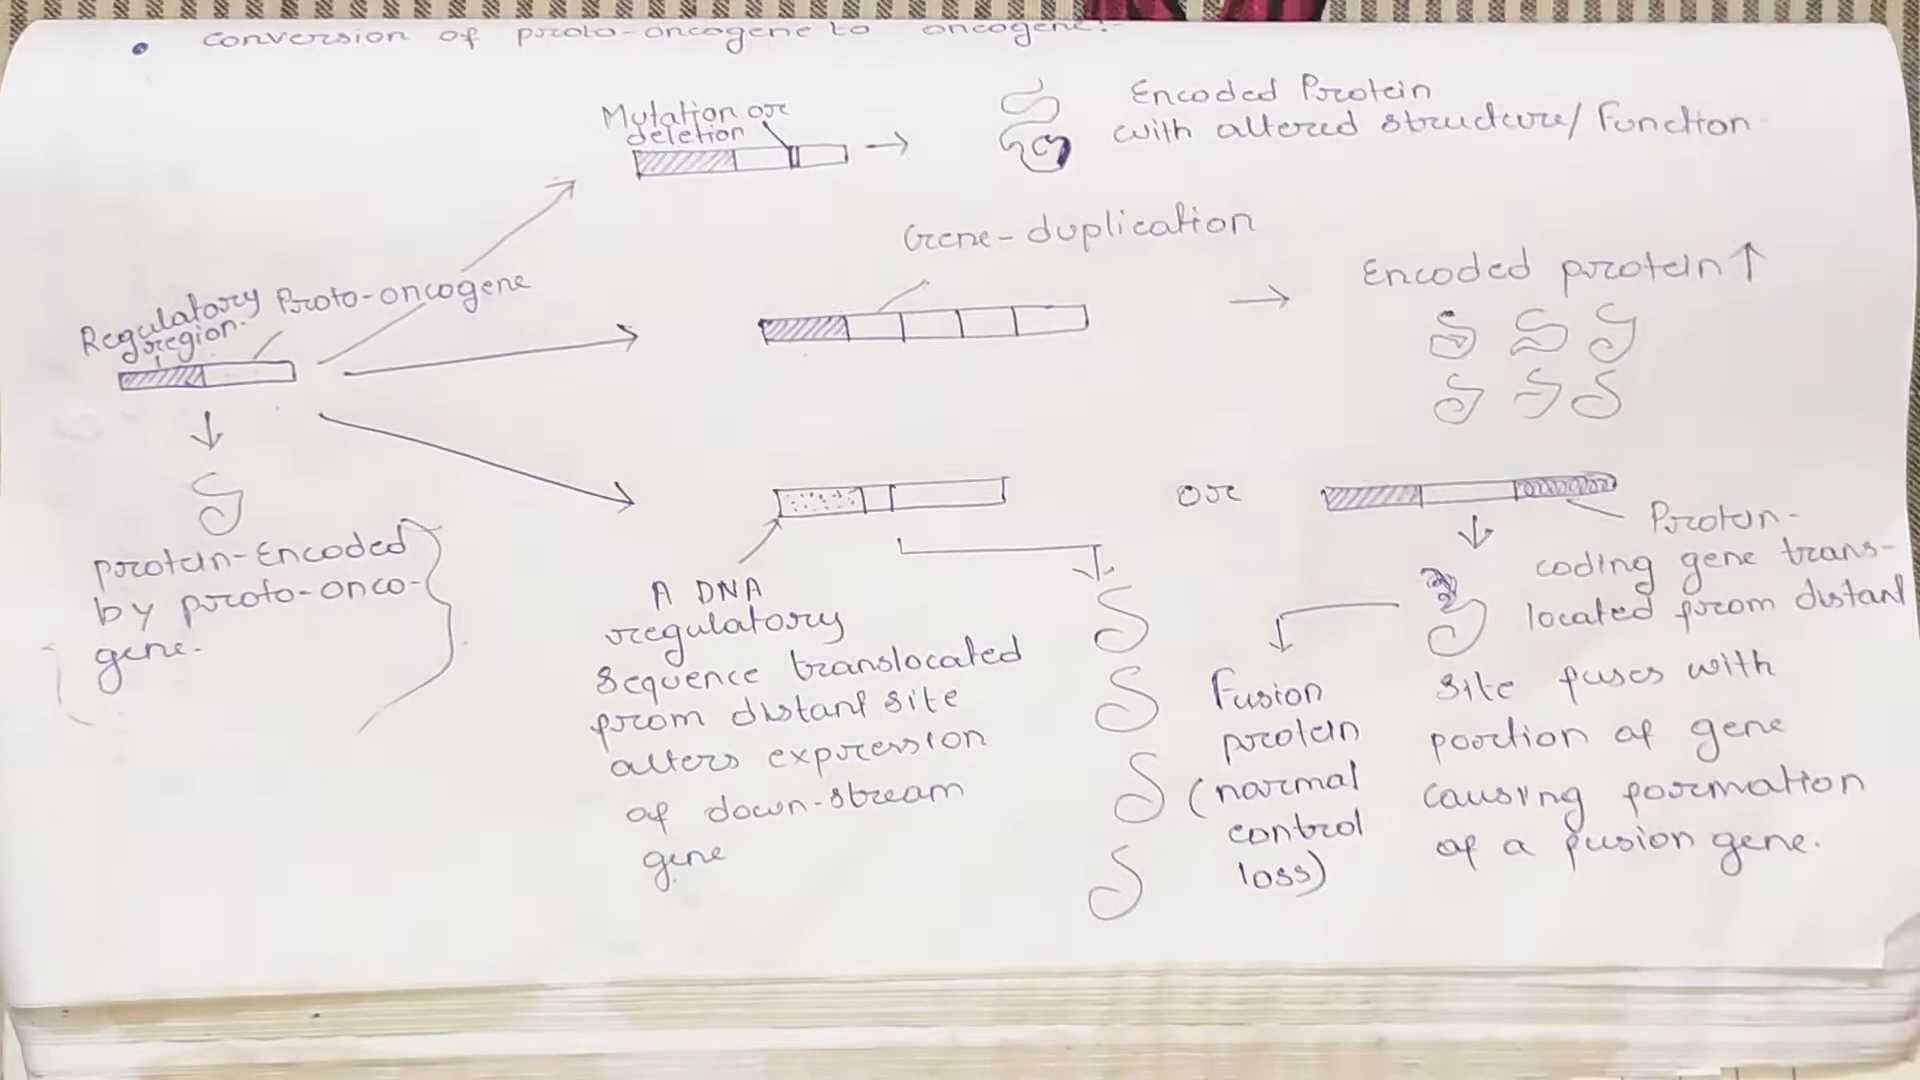 • Conversion of proto-oncogene to oncogene:-
Mutation or
deletion
→
Encoded Protein
with altered structure/Function
Gene-duplication
→
Encoded protein↑
Regulatory
region.
Proto-oncogene
Protein-Encoded
by proto-onco-
gene.
or
A DNA
regulatory
sequence translocated
from distant site
alters expression
of down-stream
gene
Fusion
protein
(normal
control
loss)
Protein-
coding gene trans-
located from distant
site fuses with
portion of gene
causing formation
of a fusion gene.